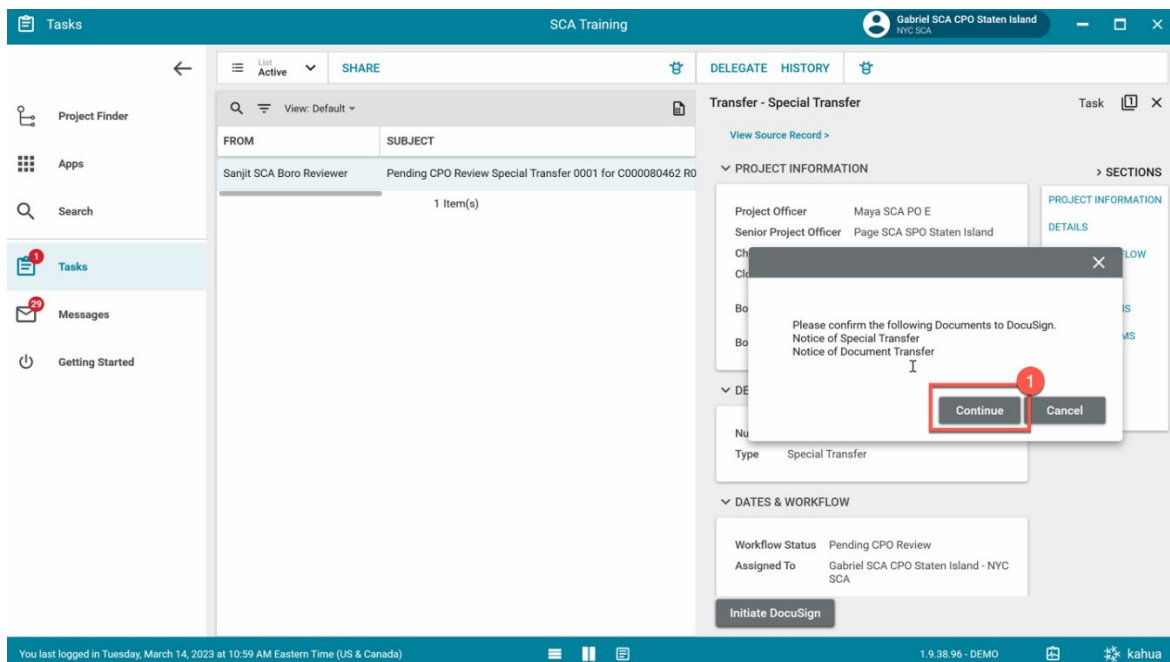 Tasks
SCA Training
Gabriel SCA CPO Staten Island
NYC SCA
List
Active
SHARE
DELEGATE HISTORY
Project Finder
Apps
Search
1
Tasks
29
Messages
Getting Started
View: Default
FROM SUBJECT
Sanjit SCA Boro Reviewer Pending CPO Review Special Transfer 0001 for C000080462 R0
1 Item(s)
Transfer - Special Transfer
Task
1
View Source Record >
PROJECT INFORMATION
> SECTIONS
PROJECT INFORMATION
DETAILS
Project Officer Maya SCA PO E
Senior Project Officer Page SCA SPO Staten Island
Please confirm the following Documents to DocuSign.
Notice of Special Transfer
Notice of Document Transfer
1
Continue Cancel
Type Special Transfer
DATES & WORKFLOW
Workflow Status Pending CPO Review
Assigned To Gabriel SCA CPO Staten Island - NYC
SCA
Initiate DocuSign
You last logged in Tuesday, March 14, 2023 at 10:59 AM Eastern Time (US & Canada)
1.9.38.96 - DEMO
kahua